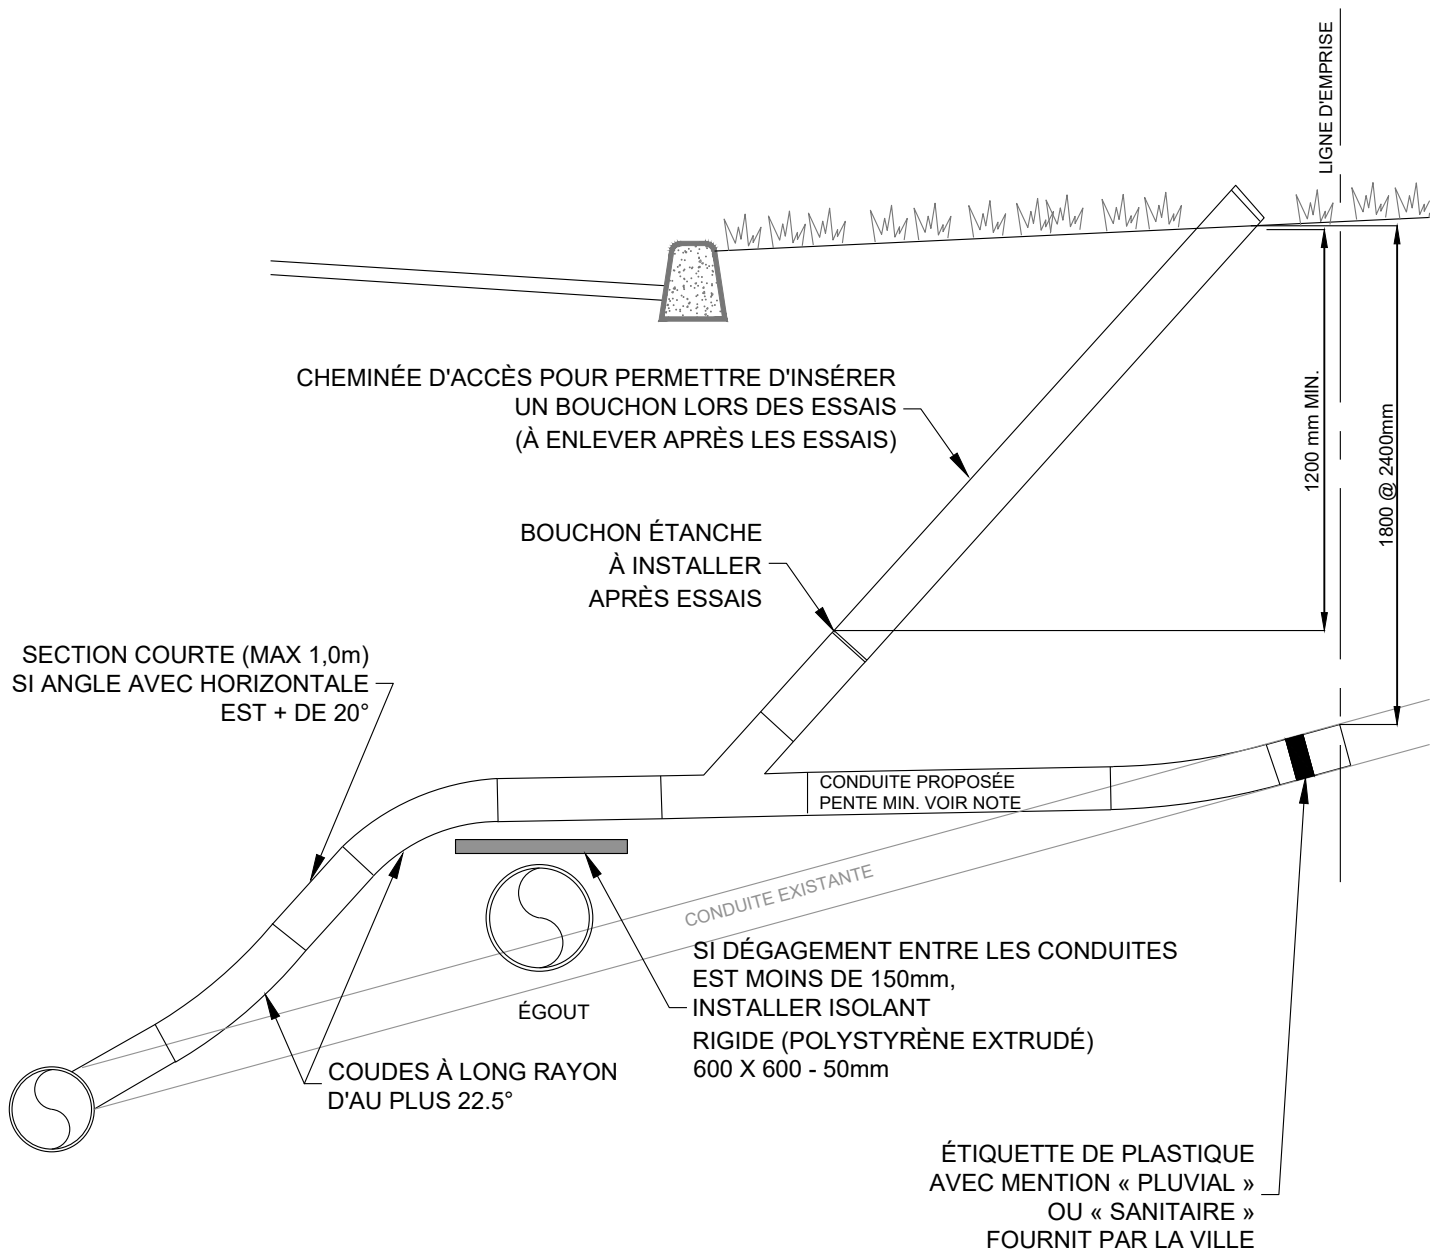 LIGNE D'EMPRISE
CHEMINÉE D'ACCÈS POUR PERMETTRE D'INSÉRER
UN BOUCHON LORS DES ESSAIS
(À ENLEVER APRÈS LES ESSAIS)
1200 mm MIN.
1800 @ 2400mm
BOUCHON ÉTANCHE
À INSTALLER
APRÈS ESSAIS
SECTION COURTE (MAX 1,0m)
SI ANGLE AVEC HORIZONTALE
EST + DE 20°
CONDUITE PROPOSÉE
PENTE MIN. VOIR NOTE
CONDUITE EXISTANTE
SI DÉGAGEMENT ENTRE LES CONDUITES
EST MOINS DE 150mm,
INSTALLER ISOLANT
RIGIDE (POLYSTYRÈNE EXTRUDÉ)
600 X 600 - 50mm
ÉGOUT
COUDES À LONG RAYON
D'AU PLUS 22.5°
ÉTIQUETTE DE PLASTIQUE
AVEC MENTION « PLUVIAL »
OU « SANITAIRE »
FOURNIT PAR LA VILLE